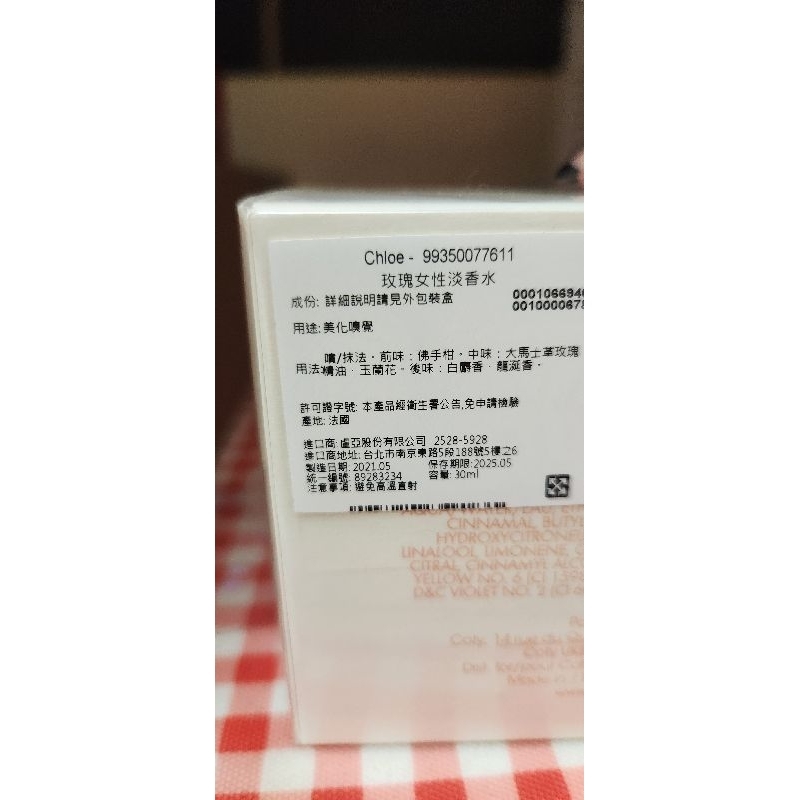 Chloe - 99350077611
玫瑰女性淡香水
成份: 詳細說明請見外包裝盒
00010669
001000067
用途: 美化嗅覺
噴/抹法。前味：佛手柑。中味：大馬士革玫瑰
用法:精油．玉蘭花。後味：白麝香．龍涎香。
許可證字號: 本產品經衛生署公告,免申請檢驗
產地: 法國
進口商: 盧亞股份有限公司 2528-5928
進口商地址: 台北市南京東路5段188號5樓之6
製造日期: 2021.05 保存期限:2025.05
統一編號: 89283234 容量: 30ml
注意事項: 避免高溫直射
CINNAMAL, BUTYL
HYDROXYCITRONE
LINALOOL, LIMONENE,
CITRAL, CINNAMYL ALCO
YELLOW NO. 6 (CI 1598
D&C VIOLET NO. 2 (CI 6
Coty,